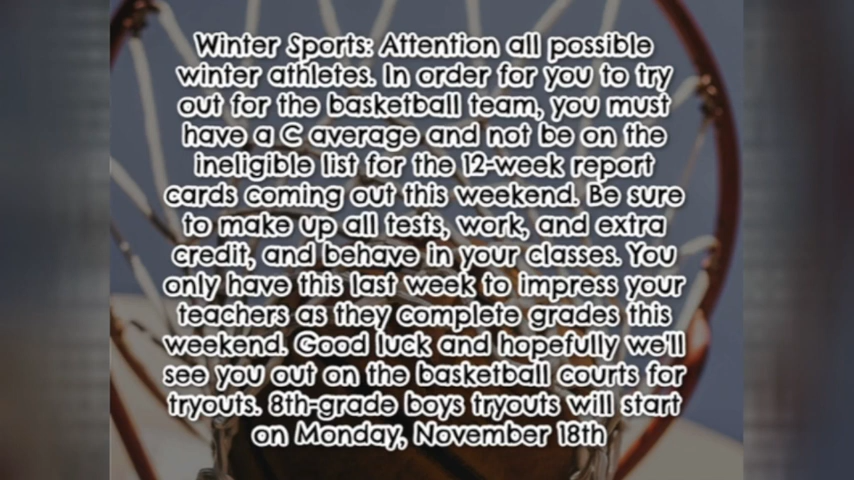 Winter Sports: Attention all possible
winter athletes. In order for you to try
out for the basketball team, you must
have a C average and not be on the
ineligible list for the 12-week report
cards coming out this weekend. Be sure
to make up all tests, work, and extra
credit, and behave in your classes. You
only have this last week to impress your
teachers as they complete grades this
weekend. Good luck and hopefully we'll
see you out on the basketball courts for
tryouts. 8th-grade boys tryouts will start
on Monday, November 18th